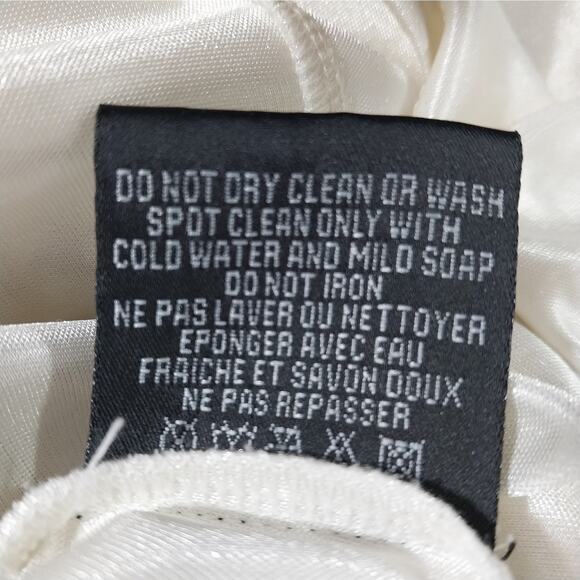 DO NOT DRY CLEAN OR WASH
SPOT CLEAN ONLY WITH
COLD WATER AND MILD SOAP
DO NOT IRON
NE PAS LAVER OU NETTOYER
EPONGER AVEC EAU
FRAICHE ET SAVON DOUX
NE PAS REPASSER